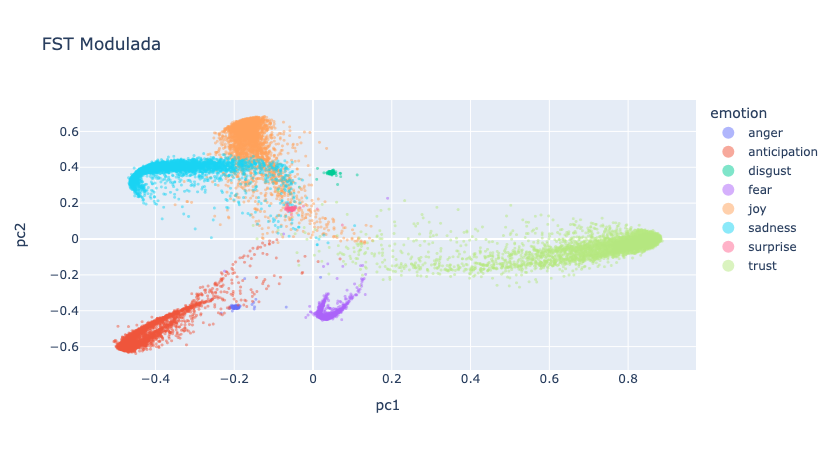 FST Modulada
emotion
anger
anticipation
disgust
fear
joy
sadness
surprise
trust
pc2
0.6
0.4
0.2
0
−0.2
−0.4
−0.6
−0.4
−0.2
0
0.2
0.4
0.6
0.8
pc1